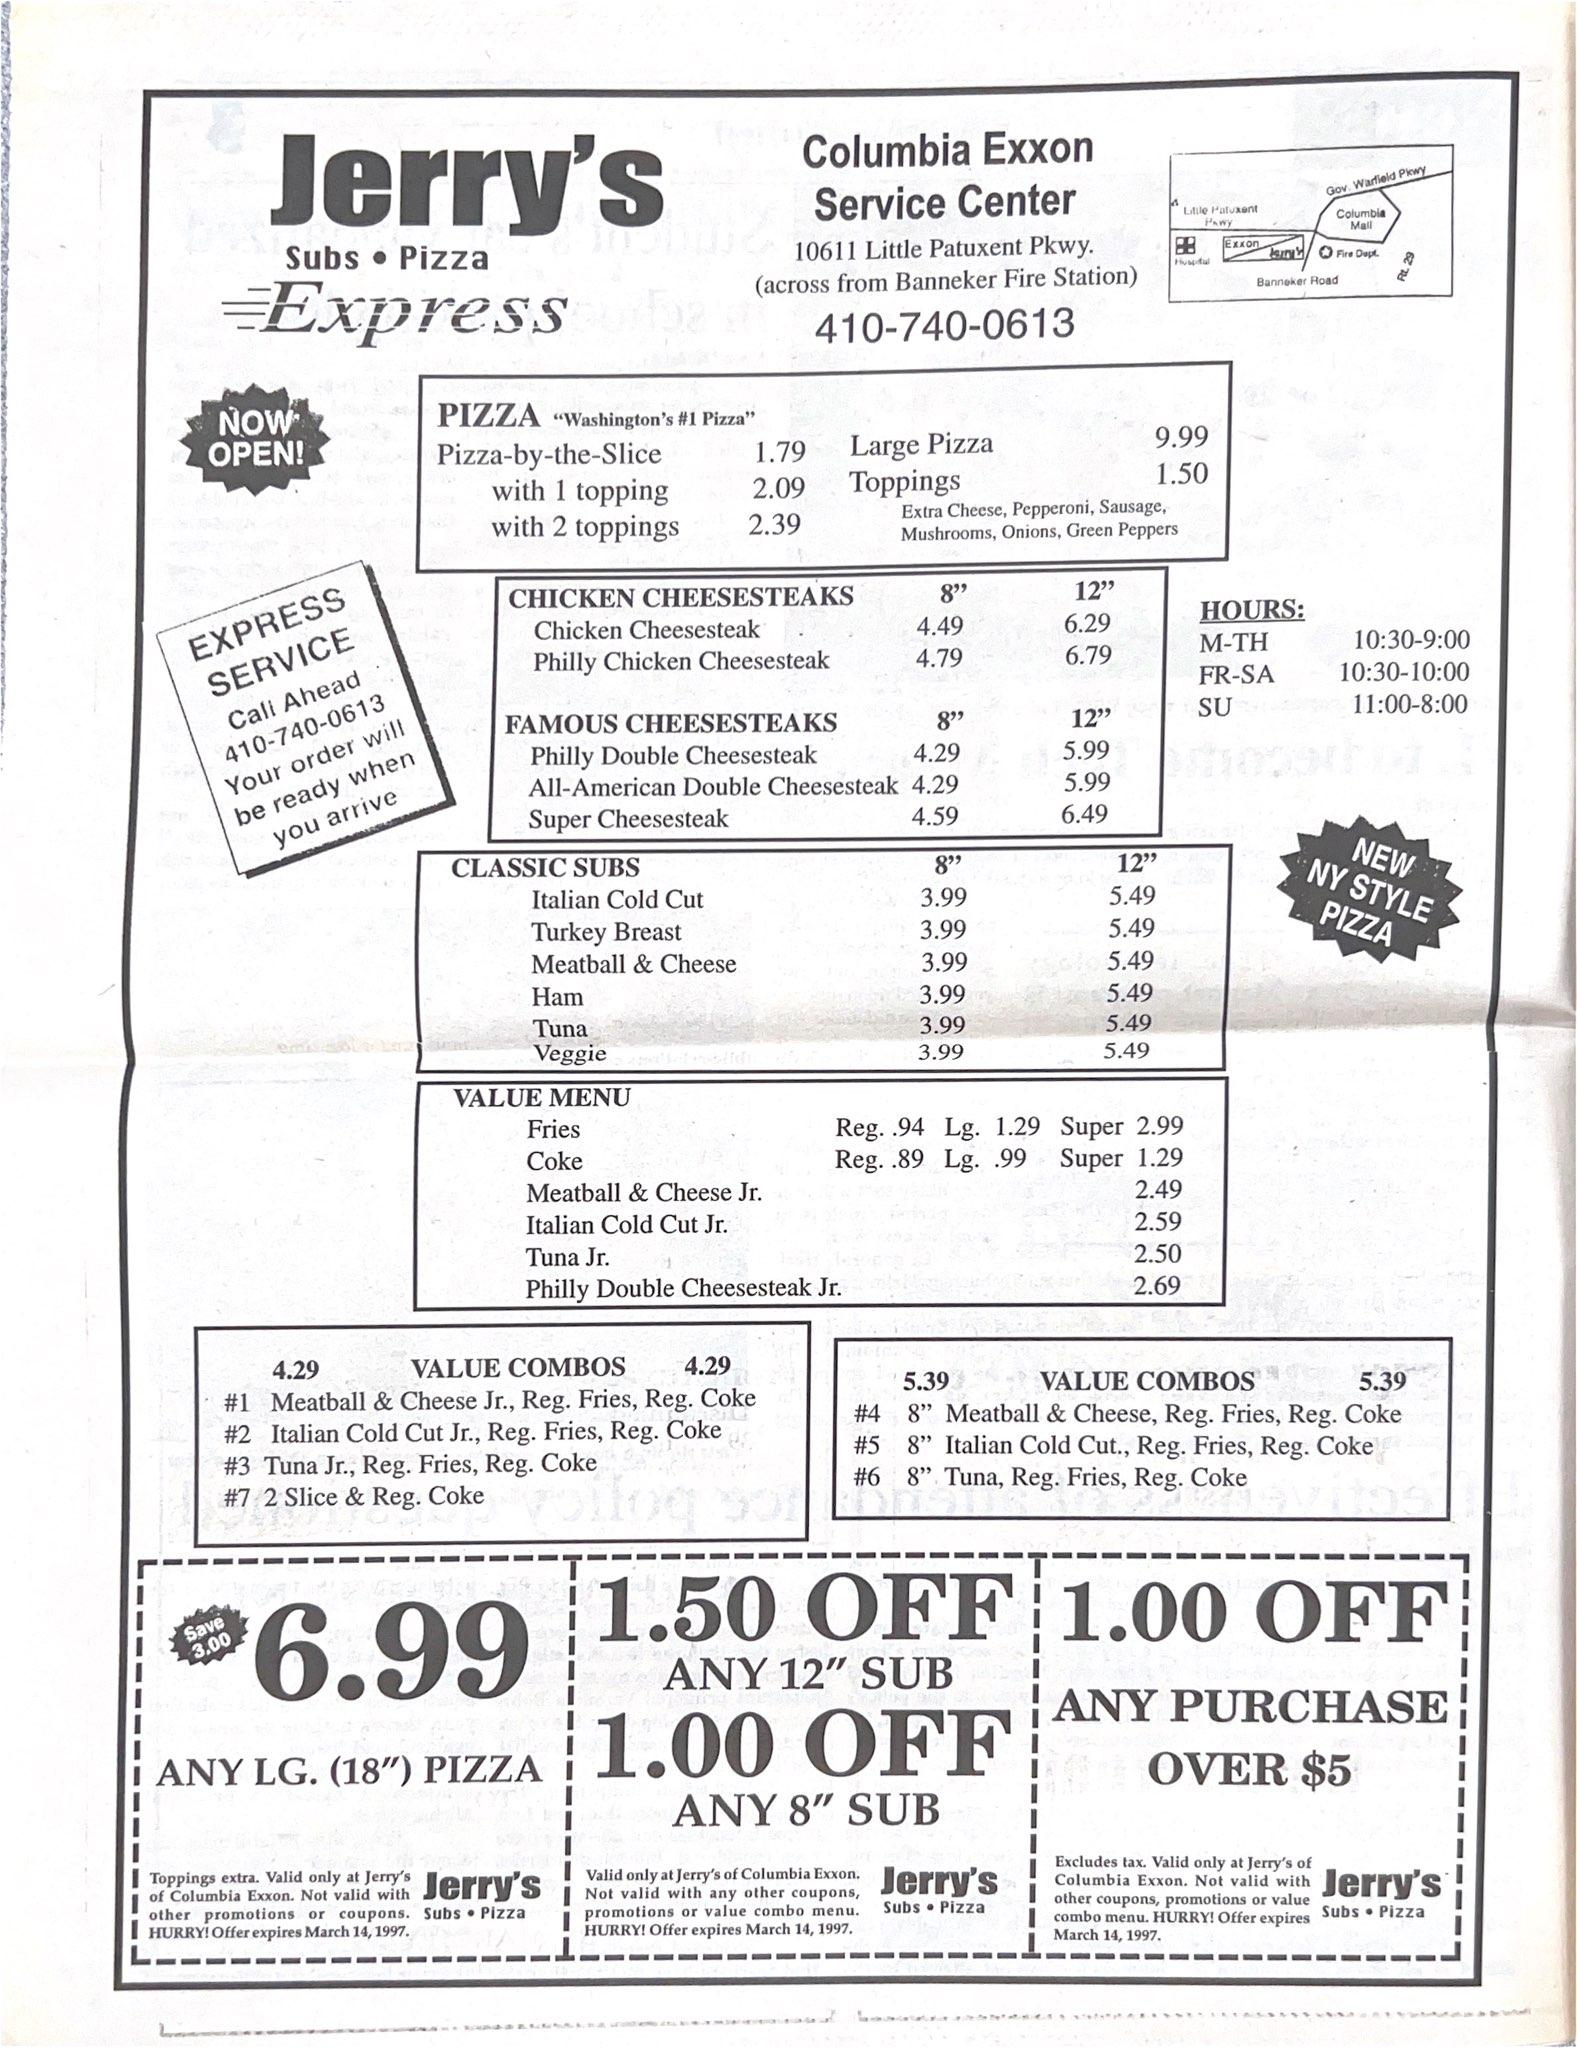 Jerry's
Subs • Pizza
Express
Columbia Exxon
Service Center
10611 Little Patuxent Pkwy.
(across from Banneker Fire Station)
410-740-0613
Gov. Warfield Pkwy
Little Patuxent
Pkwy
Columbia
Mall
Exxon
Jerry's
Fire Dept.
Hospital
Rt. 29
Banneker Road
NOW
OPEN!
PIZZA "Washington's #1 Pizza"
Pizza-by-the-Slice 1.79
with 1 topping 2.09
with 2 toppings 2.39
Large Pizza 9.99
Toppings 1.50
Extra Cheese, Pepperoni, Sausage,
Mushrooms, Onions, Green Peppers
EXPRESS
SERVICE
Call Ahead
410-740-0613
Your order will
be ready when
you arrive
CHICKEN CHEESESTEAKS 8" 12"
Chicken Cheesesteak 4.49 6.29
Philly Chicken Cheesesteak 4.79 6.79
FAMOUS CHEESESTEAKS 8" 12"
Philly Double Cheesesteak 4.29 5.99
All-American Double Cheesesteak 4.29 5.99
Super Cheesesteak 4.59 6.49
HOURS:
M-TH 10:30-9:00
FR-SA 10:30-10:00
SU 11:00-8:00
NEW
NY STYLE
PIZZA
CLASSIC SUBS 8" 12"
Italian Cold Cut 3.99 5.49
Turkey Breast 3.99 5.49
Meatball & Cheese 3.99 5.49
Ham 3.99 5.49
Tuna 3.99 5.49
Veggie 3.99 5.49
VALUE MENU
Fries Reg. .94 Lg. 1.29 Super 2.99
Coke Reg. .89 Lg. .99 Super 1.29
Meatball & Cheese Jr. 2.49
Italian Cold Cut Jr. 2.59
Tuna Jr. 2.50
Philly Double Cheesesteak Jr. 2.69
4.29 VALUE COMBOS 4.29
#1 Meatball & Cheese Jr., Reg. Fries, Reg. Coke
#2 Italian Cold Cut Jr., Reg. Fries, Reg. Coke
#3 Tuna Jr., Reg. Fries, Reg. Coke
#7 2 Slice & Reg. Coke
5.39 VALUE COMBOS 5.39
#4 8" Meatball & Cheese, Reg. Fries, Reg. Coke
#5 8" Italian Cold Cut., Reg. Fries, Reg. Coke
#6 8" Tuna, Reg. Fries, Reg. Coke
Save
3.00
6.99
ANY LG. (18") PIZZA
Toppings extra. Valid only at Jerry's
of Columbia Exxon. Not valid with
other promotions or coupons.
HURRY! Offer expires March 14, 1997.
Jerry's
Subs • Pizza
1.50 OFF
ANY 12" SUB
1.00 OFF
ANY 8" SUB
Valid only at Jerry's of Columbia Exxon.
Not valid with any other coupons,
promotions or value combo menu.
HURRY! Offer expires March 14, 1997.
Jerry's
Subs • Pizza
1.00 OFF
ANY PURCHASE
OVER $5
Excludes tax. Valid only at Jerry's of
Columbia Exxon. Not valid with
other coupons, promotions or value
combo menu. HURRY! Offer expires
March 14, 1997.
Jerry's
Subs • Pizza